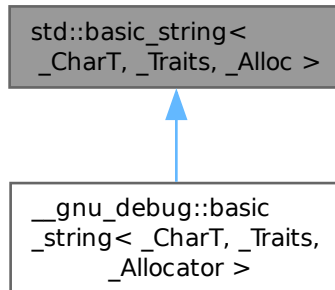 std::basic_string<
_CharT, _Traits, _Alloc >
__gnu_debug::basic
_string< _CharT, _Traits,
_Allocator >